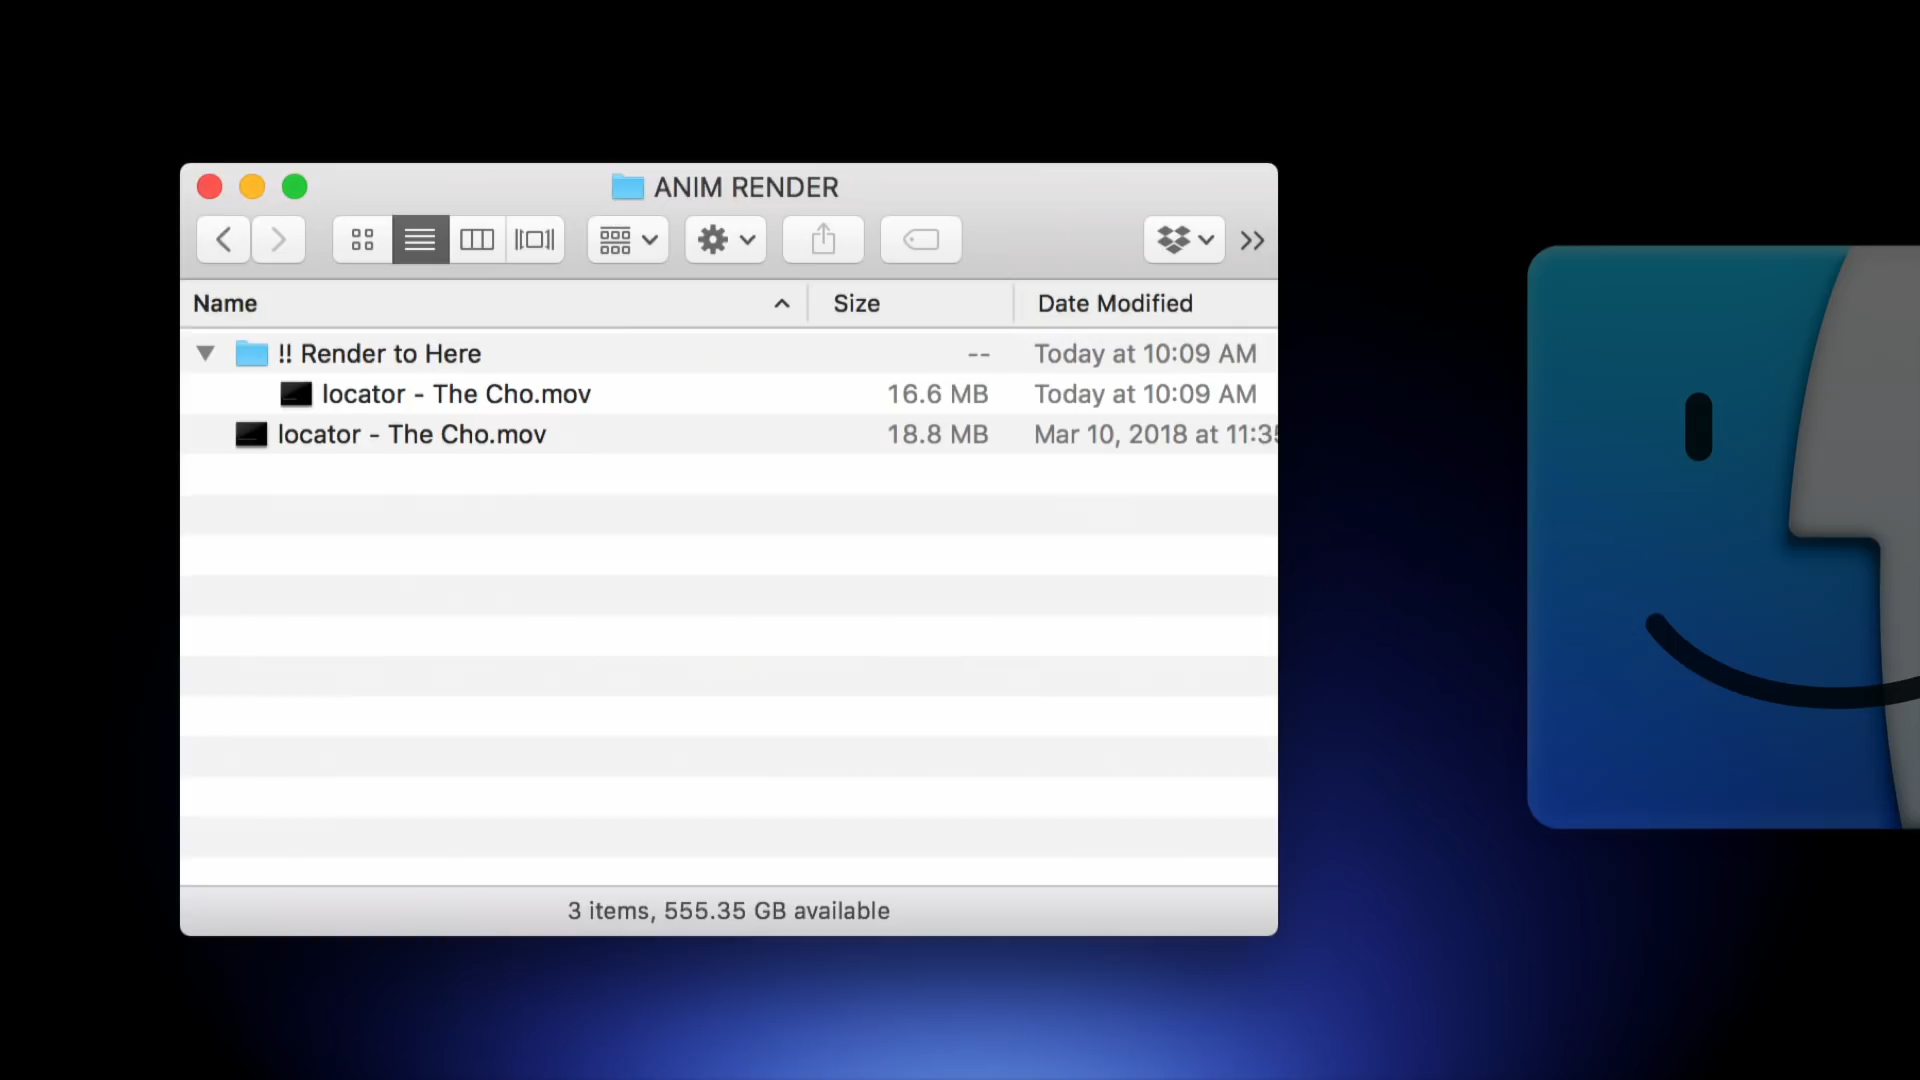 ANIM RENDER
Name Size Date Modified
!! Render to Here -- Today at 10:09 AM
locator - The Cho.mov 16.6 MB Today at 10:09 AM
locator - The Cho.mov 18.8 MB Mar 10, 2018 at 11:35
3 items, 555.35 GB available